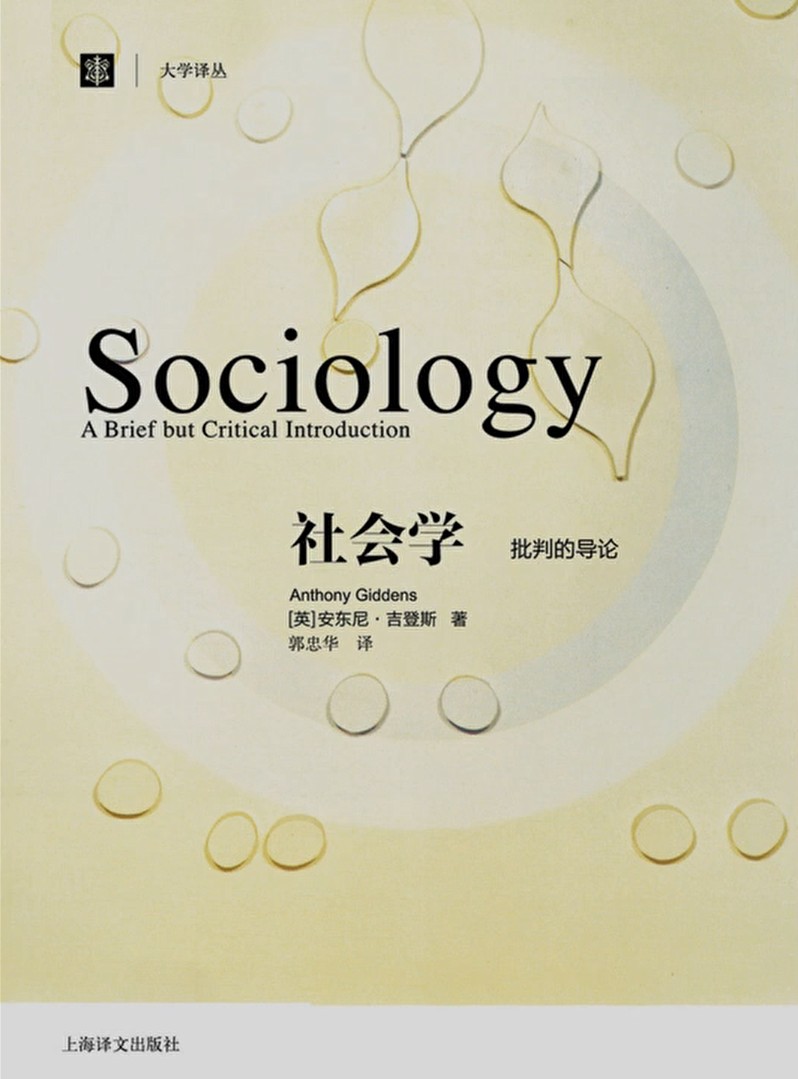 大学译丛
Sociology
A Brief but Critical Introduction
社会学 批判的导论
Anthony Giddens
[英]安东尼·吉登斯 著
郭忠华 译
上海译文出版社